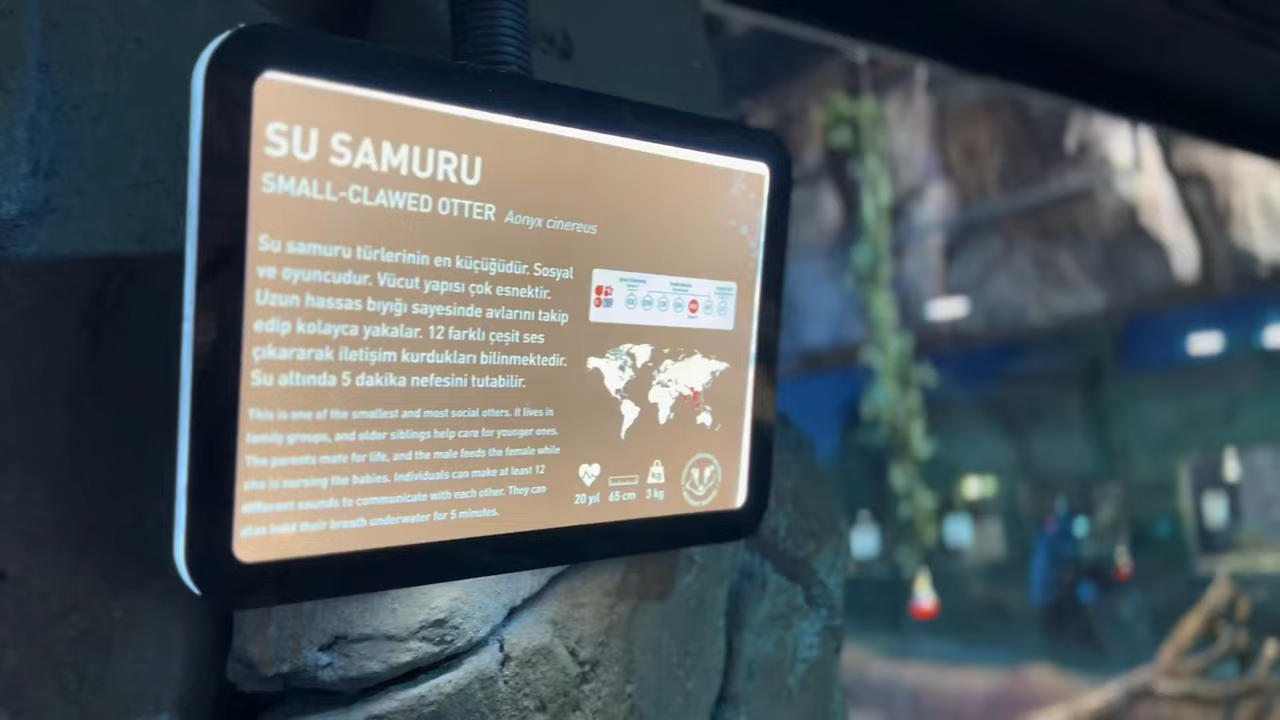 SU SAMURU
SMALL-CLAWED OTTER Aonyx cinereus
Su samuru türlerinin en küçüğüdür. Sosyal
ve oyuncudur. Vücut yapısı çok esnektir.
Uzun hassas bıyığı sayesinde avlarını takip
edip kolayca yakalar. 12 farklı çeşit ses
çıkararak iletişim kurdukları bilinmektedir.
Su altında 5 dakika nefesini tutabilir.
This is one of the smallest and most social otters. It lives in
family groups, and older siblings help care for younger ones.
The parents mate for life, and the male feeds the female while
she is nursing the babies. Individuals can make at least 12
different sounds to communicate with each other. They can
also hold their breath underwater for 5 minutes.
kg
20 yıl 65 cm 3 kg